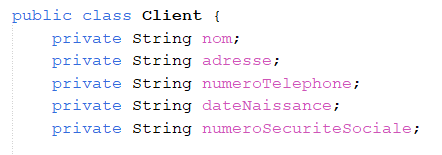 public class Client {
    private String nom;
    private String adresse;
    private String numeroTelephone;
    private String dateNaissance;
    private String numeroSecuriteSociale;